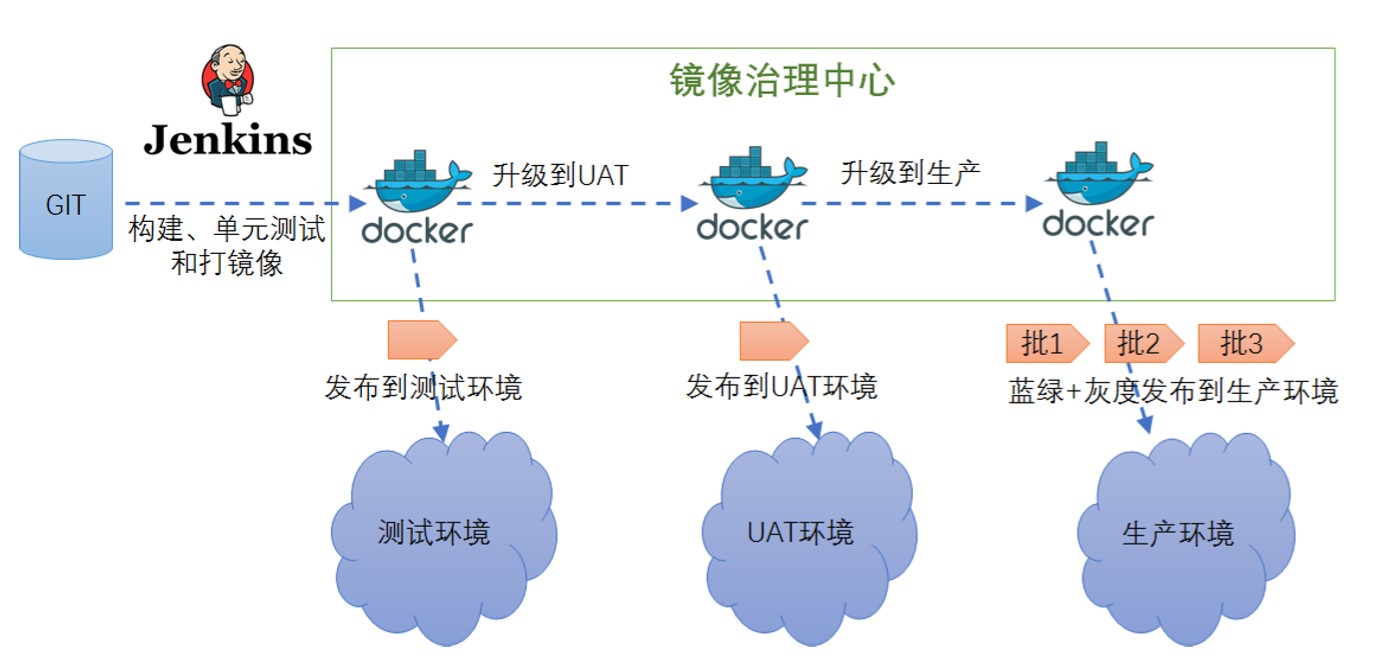 镜像治理中心
Jenkins
GIT
构建、单元测试
和打镜像
docker
升级到UAT
docker
升级到生产
docker
发布到测试环境
发布到UAT环境
批1
批2
批3
蓝绿+灰度发布到生产环境
测试环境
UAT环境
生产环境